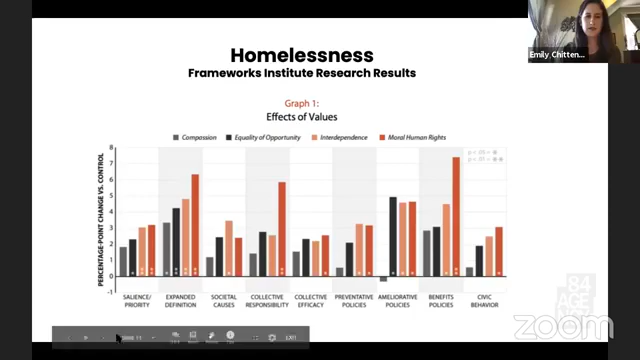 Homelessness
Frameworks Institute Research Results
Graph 1:
Effects of Values
Compassion
Equality of Opportunity
Interdependence
Moral Human Rights
PERCENTAGE-POINT CHANGE VS. CONTROL
8
7
6
5
4
3
2
1
0
-1
p < .05 =
p < .01 =
SALIENCE/
PRIORITY
EXPANDED
DEFINITION
SOCIETAL
CAUSES
COLLECTIVE
RESPONSIBILITY
COLLECTIVE
EFFICACY
PREVENTATIVE
POLICIES
AMELIORATIVE
POLICIES
BENEFITS
POLICIES
CIVIC
BEHAVIOR
Emily Chitten...
EXIT
zoom